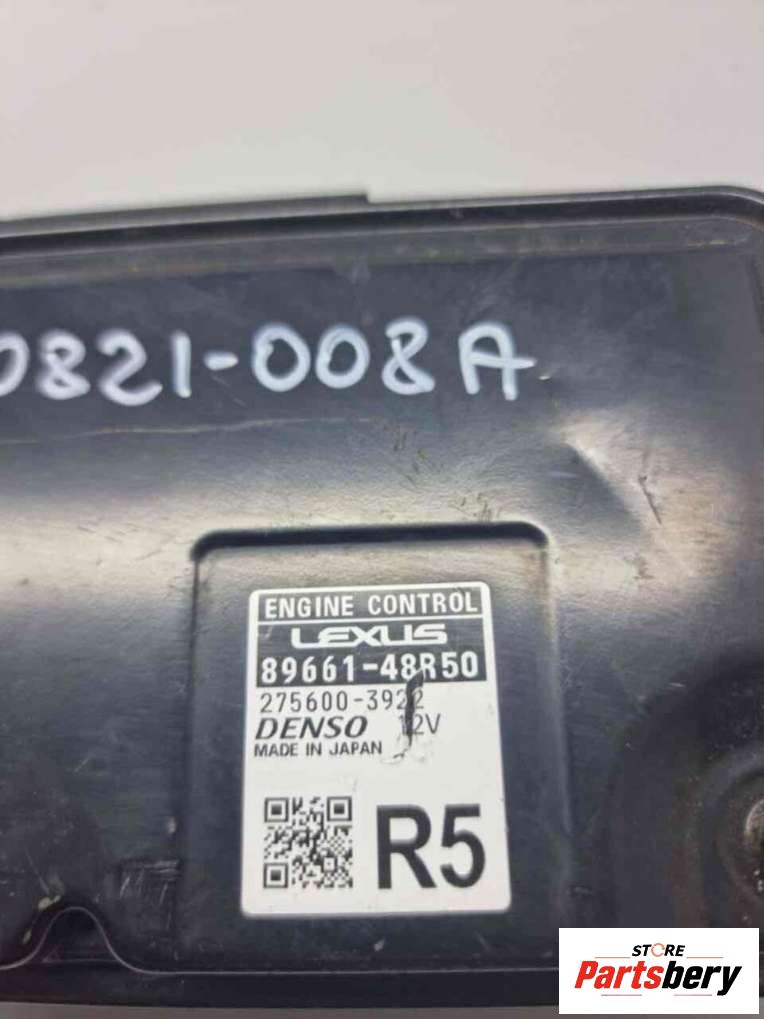 0821-008A
ENGINE CONTROL
LEXUS
89661-48R50
275600-3922
DENSO 12V
MADE IN JAPAN
R5
STORE
Partsbery